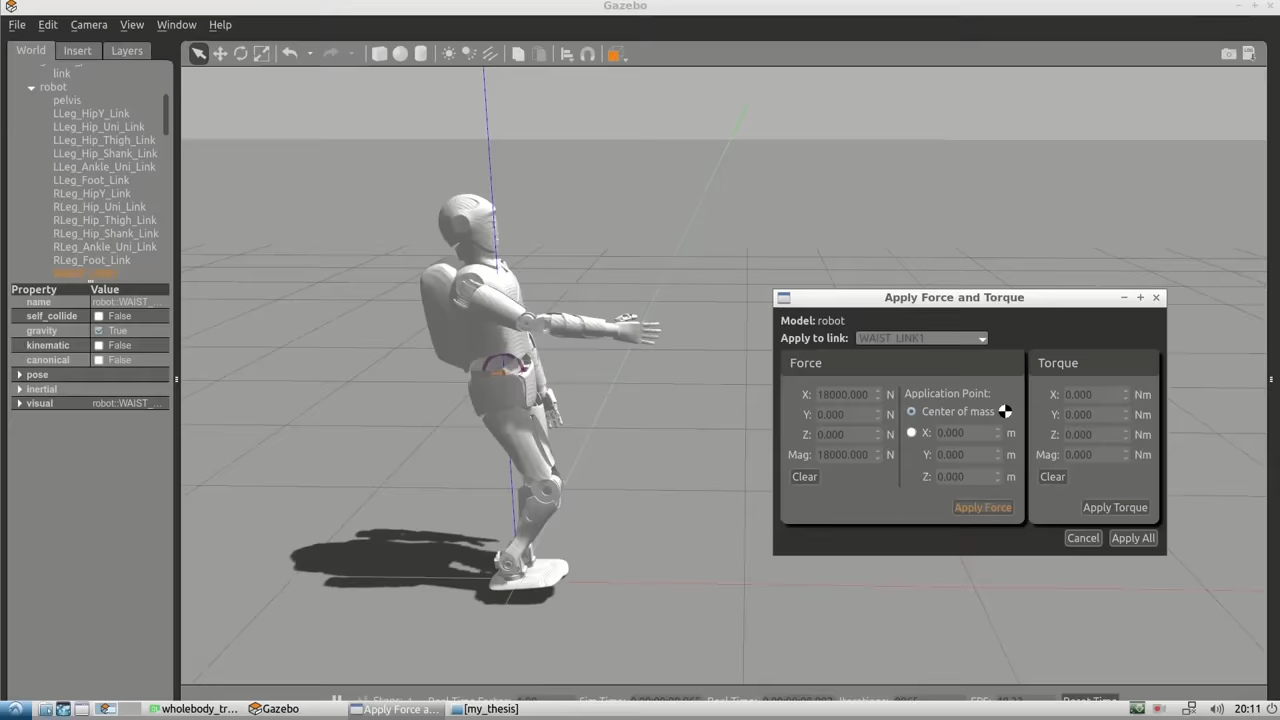 Gazebo
File Edit Camera View Window Help
World Insert Layers
link
robot
pelvis
LLeg_HipY_Link
LLeg_Hip_Uni_Link
LLeg_Hip_Thigh_Link
LLeg_Hip_Shank_Link
LLeg_Ankle_Uni_Link
LLeg_Foot_Link
RLeg_HipY_Link
RLeg_Hip_Uni_Link
RLeg_Hip_Thigh_Link
RLeg_Hip_Shank_Link
RLeg_Ankle_Uni_Link
RLeg_Foot_Link
Property Value
name robot::WAIST_...
self_collide False
gravity True
kinematic False
canonical False
pose
inertial
visual robot::WAIST_...
Apply Force and Torque
Model: robot
Apply to link: WAIST_LINK1
Force
X: 18000.000 N
Y: 0.000 N
Z: 0.000 N
Mag: 18000.000 N
Clear
Application Point:
Center of mass
X: 0.000 m
Y: 0.000 m
Z: 0.000 m
Apply Force
Torque
X: 0.000 Nm
Y: 0.000 Nm
Z: 0.000 Nm
Mag: 0.000 Nm
Clear
Apply Torque
Cancel Apply All
wholebody_tr... Gazebo Apply Force a... [my_thesis] 20:11